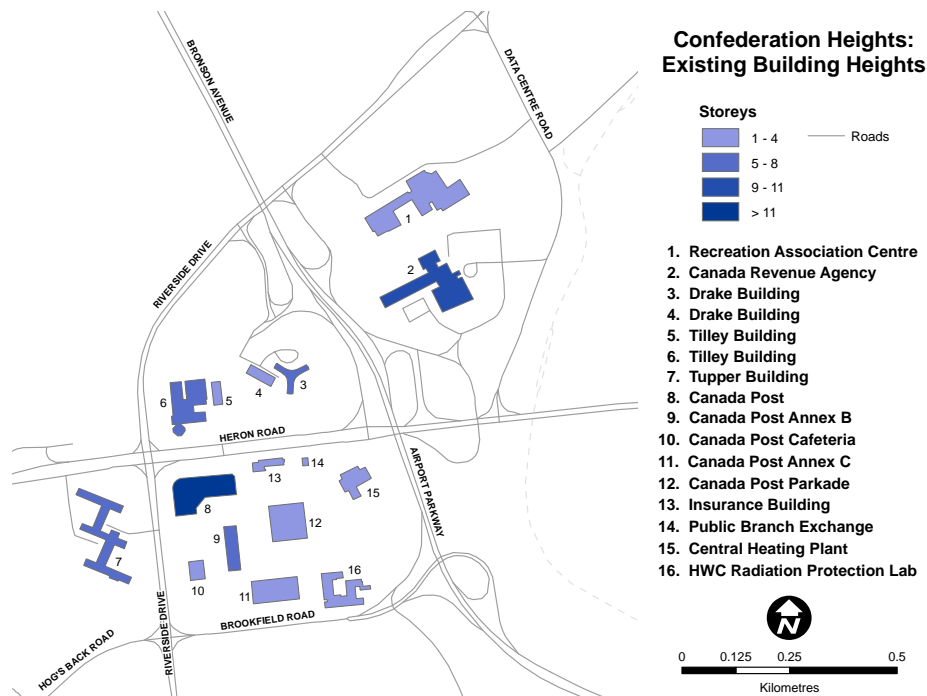 Confederation Heights:
Existing Building Heights
Storeys
1 - 4
5 - 8
9 - 11
> 11
Roads
1. Recreation Association Centre
2. Canada Revenue Agency
3. Drake Building
4. Drake Building
5. Tilley Building
6. Tilley Building
7. Tupper Building
8. Canada Post
9. Canada Post Annex B
10. Canada Post Cafeteria
11. Canada Post Annex C
12. Canada Post Parkade
13. Insurance Building
14. Public Branch Exchange
15. Central Heating Plant
16. HWC Radiation Protection Lab
N
0 0.125 0.25 0.5
Kilometres
BRONSON AVENUE
DATA CENTRE ROAD
RIVERSIDE DRIVE
HERON ROAD
AIRPORT PARKWAY
BROOKFIELD ROAD
RIVERSIDE DRIVE
HOG'S BACK ROAD
1
2
3
4
5
6
7
8
9
10
11
12
13
14
15
16